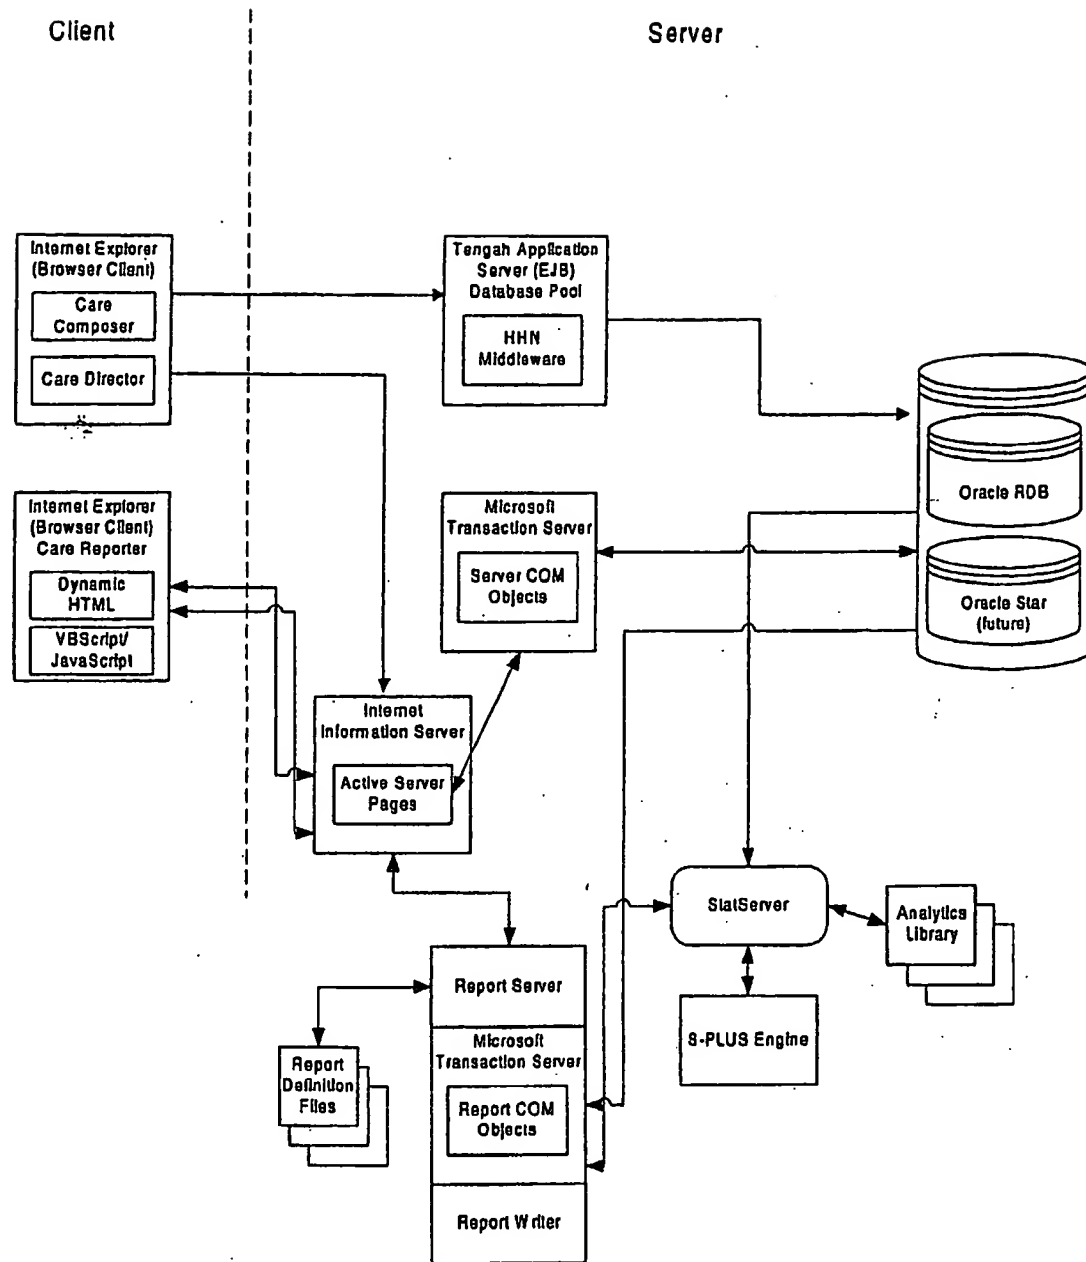 Client
Server
Internet Explorer
(Browser Client)
Care
Composer
Care Director
Tengah Application
Server (EJB)
Database Pool
HHN
Middleware
Oracle RDB
Oracle Star
(future)
Internet Explorer
(Browser Client)
Care Reporter
Dynamic
HTML
VBScript/
JavaScript
Microsoft
Transaction Server
Server COM
Objects
Internet
Information Server
Active Server
Pages
StatServer
Analytics
Library
S-PLUS Engine
Report Server
Microsoft
Transaction Server
Report COM
Objects
Report Writer
Report
Definition
Files